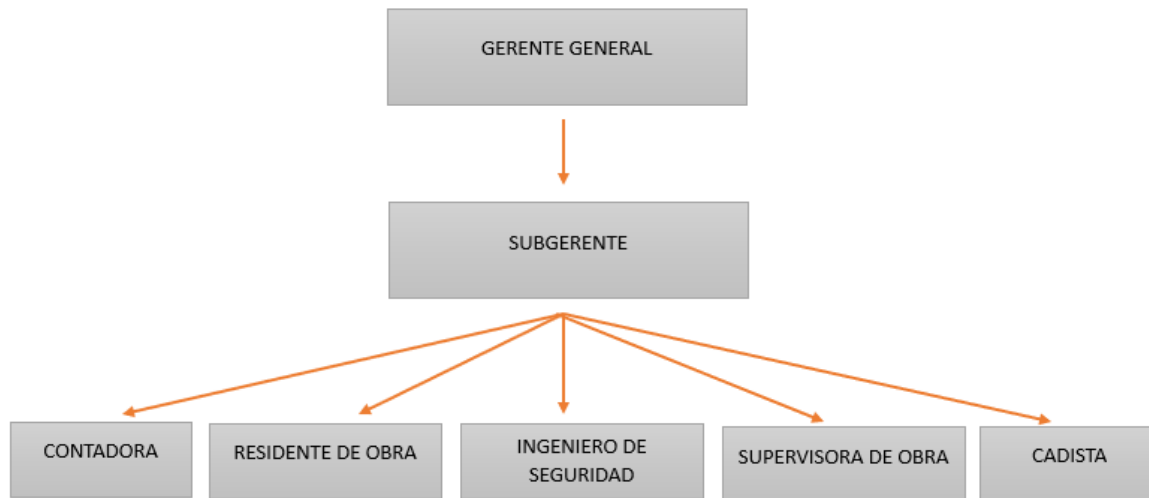 GERENTE GENERAL
SUBGERENTE
CONTADORA
RESIDENTE DE OBRA
INGENIERO DE
SEGURIDAD
SUPERVISORA DE OBRA
CADISTA